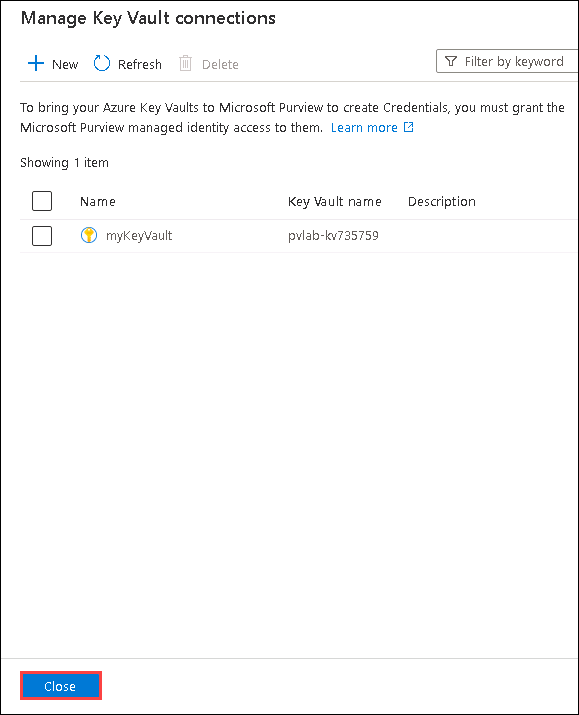 Manage Key Vault connections
New Refresh Delete Filter by keyword
To bring your Azure Key Vaults to Microsoft Purview to create Credentials, you must grant the
Microsoft Purview managed identity access to them. Learn more
Showing 1 item
Name Key Vault name Description
myKeyVault pvlab-kv735759
Close